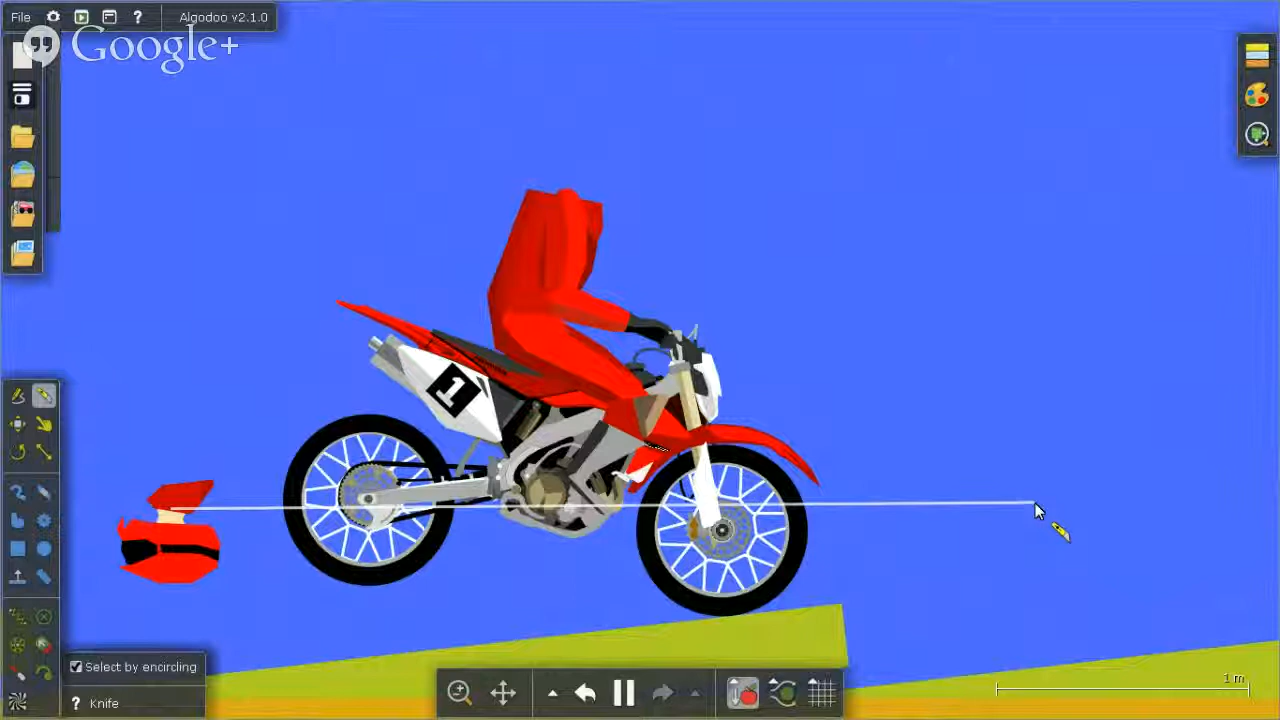 File ? Algodoo v2.1.0
Google+
1
Select by encircling
? Knife
1 m